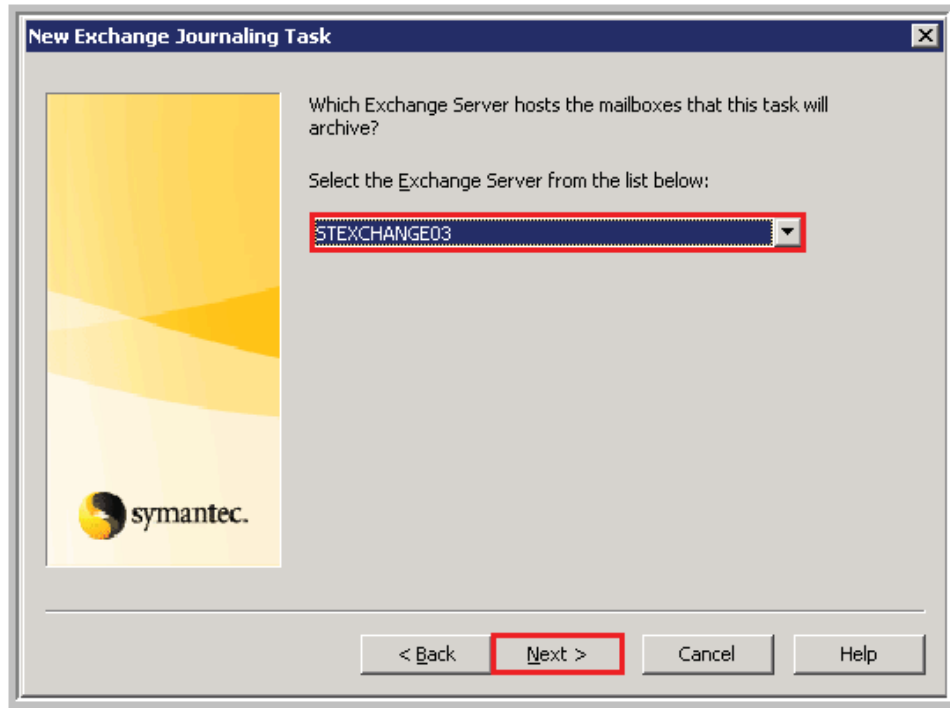 New Exchange Journaling Task
Which Exchange Server hosts the mailboxes that this task will
archive?
Select the Exchange Server from the list below:
STEXCHANGE03
symantec.
< Back
Next >
Cancel
Help